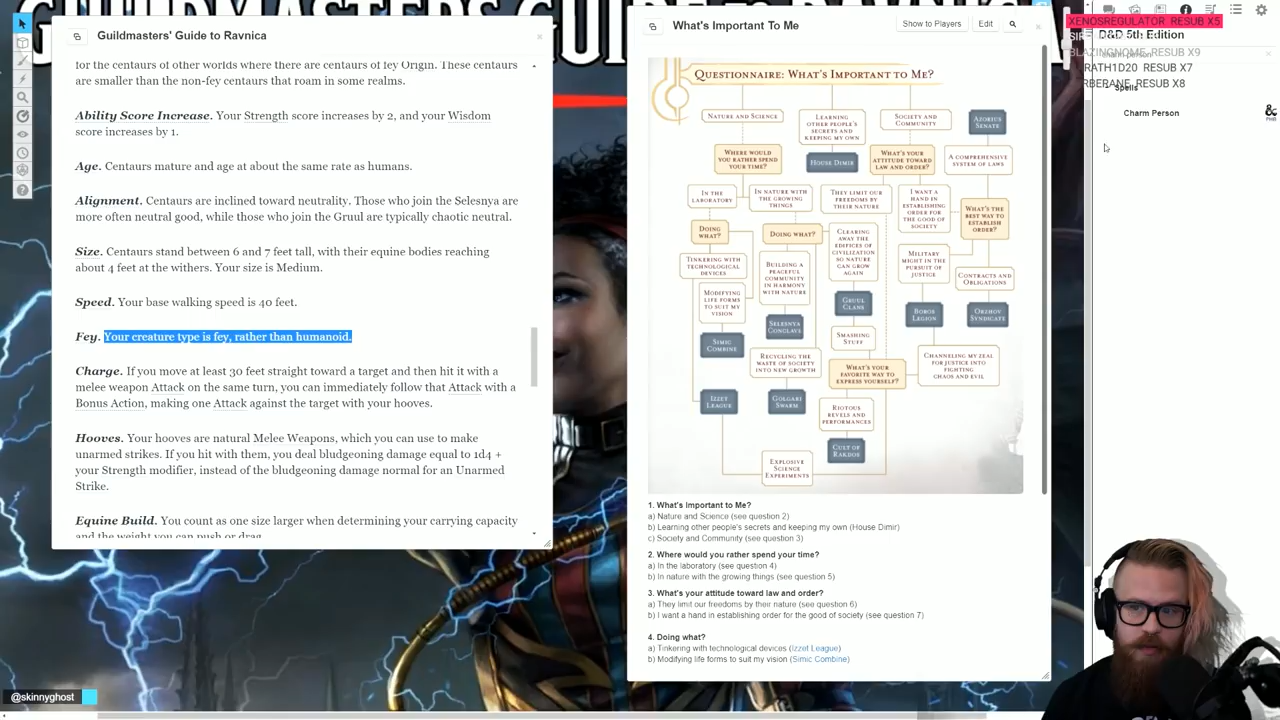 Guildmasters' Guide to Ravnica
for the centaurs of other worlds where there are centaurs of Fey Origin. These centaurs
are smaller than the non-fey centaurs that roam in some realms.
Ability Score Increase. Your Strength score increases by 2, and your Wisdom
score increases by 1.
Age. Centaurs mature and age at about the same rate as humans.
Alignment. Centaurs are inclined toward neutrality. Those who join the Selesnya are
more often neutral good, while those who join the Gruul are typically chaotic neutral.
Size. Centaurs stand between 6 and 7 feet tall, with their equine bodies reaching
about 4 feet at the withers. Your size is Medium.
Speed. Your base walking speed is 40 feet.
Fey. Your creature type is fey, rather than humanoid.
If you move at least 30 feet straight toward a target and then hit it with a
melee weapon attack on the same turn, you can immediately follow that Attack with a
Bonus Action, making one Attack against the target with your hooves.
Hooves. Your hooves are natural Melee Weapons, which you can use to make
unarmed strikes. If you hit with them, you deal bludgeoning damage equal to 1d4 +
your Strength modifier, instead of the bludgeoning damage normal for an Unarmed
Strike.
Equine Build. You count as one size larger when determining your carrying capacity
and the weight you can push or drag
@skinnyghost
What's Important To Me
Show to Players
Edit
Questionnaire: What's Important to Me?
Nature and Science
Learning
other people's
secrets and
keeping my own
Society and
Community
Azorius
Senate
Where would
you rather spend
your time?
House Dimir
What's your
attitude toward
law and order?
A comprehensive
system of laws
In the
laboratory
In nature with
the growing
things
They limit our
freedoms by
their nature
I want a
hand in
establishing
order for
the good of
society
What's the
best way to
establish
order?
Doing
what?
Doing what?
Clearing
away the
edifices of
civilization
so nature
can grow
again
Tinkering with
technological
devices
Building a
peaceful
community
in harmony
with nature
Military
might in the
pursuit of
justice
Contracts and
obligations
Modifying
life forms
to suit my
vision
Gruul
Clans
Boros
Legion
Orzhov
Syndicate
Selesnya
Conclave
Simic
Combine
Smashing
stuff
Recycling the
waste of society
into new growth
What's your
favorite way to
express yourself?
Channeling my zeal
for justice into
fighting
chaos and evil
Izzet
League
Golgari
Swarm
Riotous
revels and
performances
Cult of
Rakdos
Explosive
science
experiments
1. What's Important to Me?
a) Nature and Science (see question 2)
b) Learning other people's secrets and keeping my own (House Dimir)
c) Society and Community (see question 3)
2. Where would you rather spend your time?
a) In the laboratory (see question 4)
b) In nature with the growing things (see question 5)
3. What's your attitude toward law and order?
a) They limit our freedoms by their nature (see question 6)
b) I want a hand in establishing order for the good of society (see question 7)
4. Doing what?
a) Tinkering with technological devices (Izzet League)
b) Modifying life forms to suit my vision (Simic Combine)
XENOSREGULATOR RESUB X5
D&D 5th Edition
BLAZINGNOME RESUB X9
RATH1D20 RESUB X7
RBERANE RESUB X8
Spells
Charm Person
&